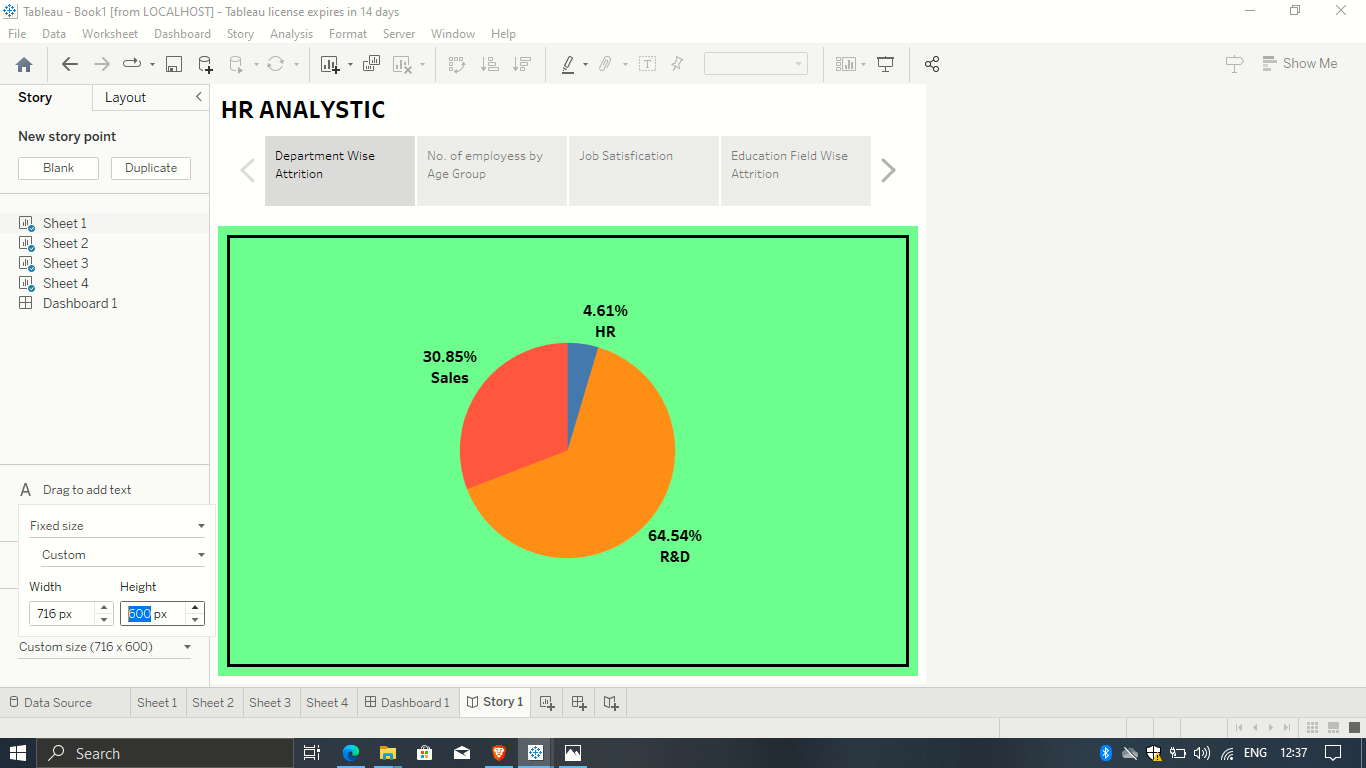 Tableau - Book1 [from LOCALHOST] - Tableau license expires in 14 days
File Data Worksheet Dashboard Story Analysis Format Server Window Help
Show Me
Story Layout
New story point
Blank Duplicate
Sheet 1
Sheet 2
Sheet 3
Sheet 4
Dashboard 1
A Drag to add text
Fixed size
Custom
Width Height
716 px 600 px
Custom size (716 x 600)
HR ANALYSTIC
Department Wise
Attrition
No. of employess by
Age Group
Job Satisfication
Education Field Wise
Attrition
4.61%
HR
30.85%
Sales
64.54%
R&D
Data Source Sheet 1 Sheet 2 Sheet 3 Sheet 4 Dashboard 1 Story 1
Search
ENG 12:37